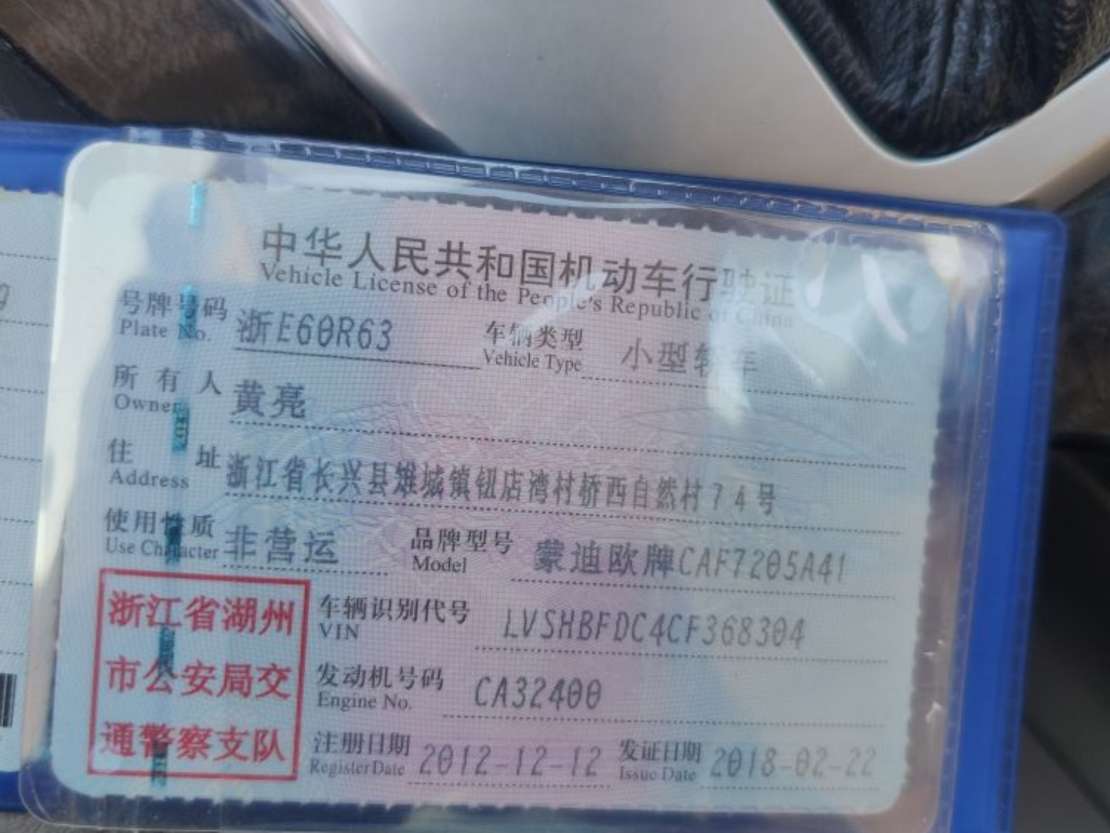 中华人民共和国机动车行驶证
Vehicle License of the People's Republic of China
号牌号码 浙E60R63 车辆类型 小型轿车
Plate No. Vehicle Type
所有人 黄亮
Owner
住址 浙江省长兴县雉城镇钮店湾村桥西自然村74号
Address
使用性质 非营运 品牌型号 蒙迪欧牌CAF7205A41
Use Character Model
浙江省湖州
市公安局交
通警察支队
车辆识别代号 LVSHBFDC4CF368304
VIN
发动机号码 CA32400
Engine No.
注册日期 2012-12-12 发证日期 2018-02-22
Register Date Issue Date